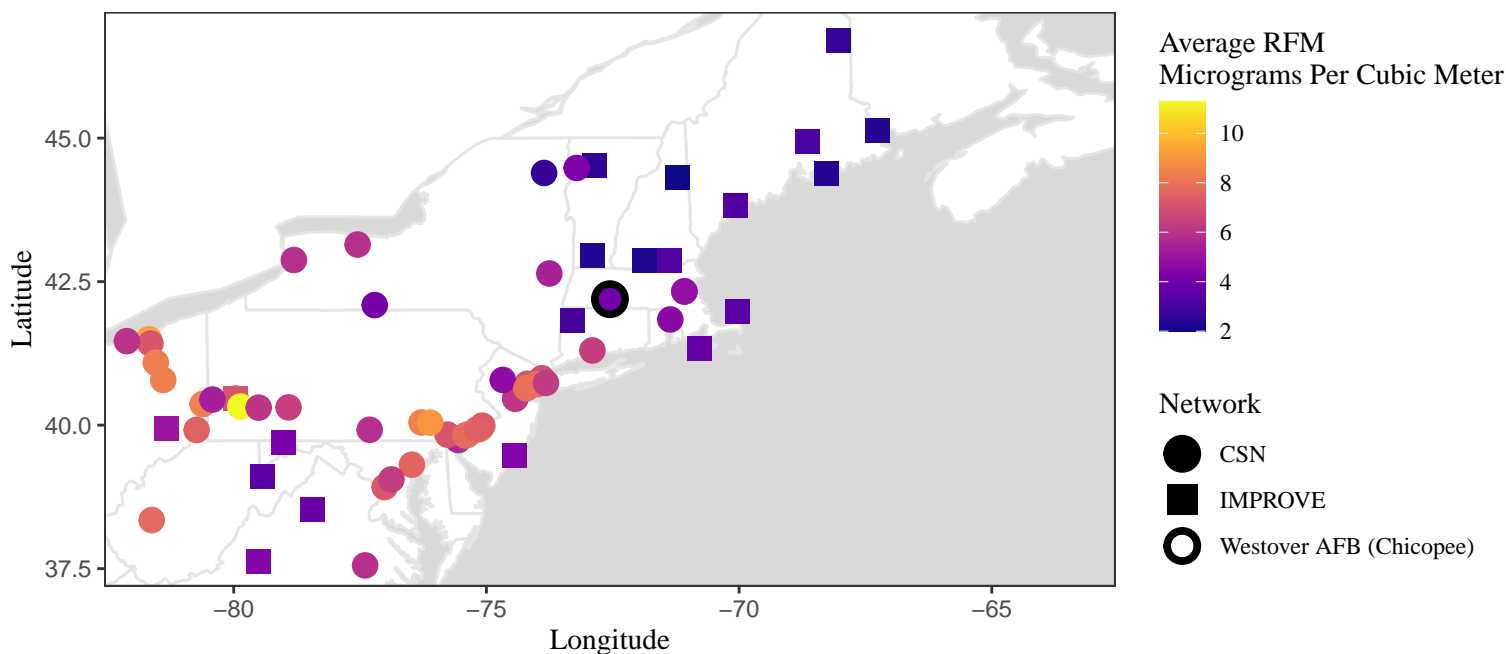 Average RFM
Micrograms Per Cubic Meter
10
8
6
4
2
Network
CSN
IMPROVE
Westover AFB (Chicopee)
Latitude
45.0
42.5
40.0
37.5
−80
−75
−70
−65
Longitude